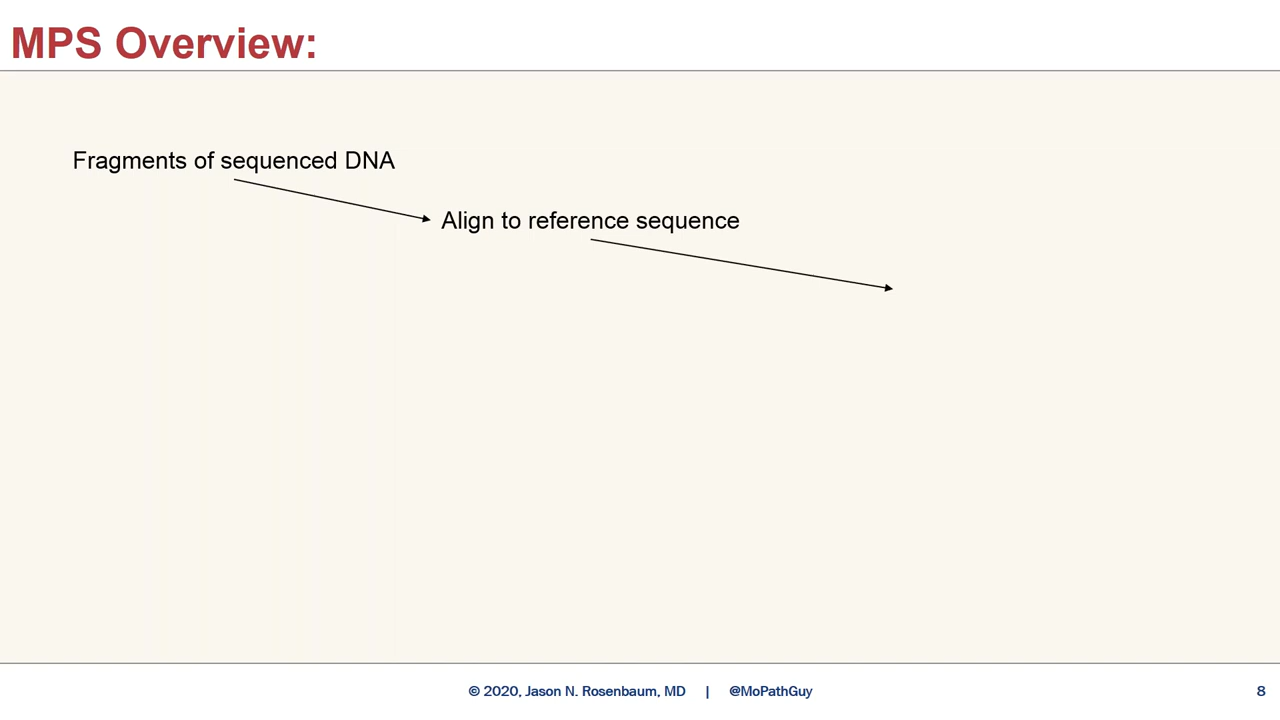 MPS Overview:
Fragments of sequenced DNA
Align to reference sequence
© 2020, Jason N. Rosenbaum, MD | @MoPathGuy
8